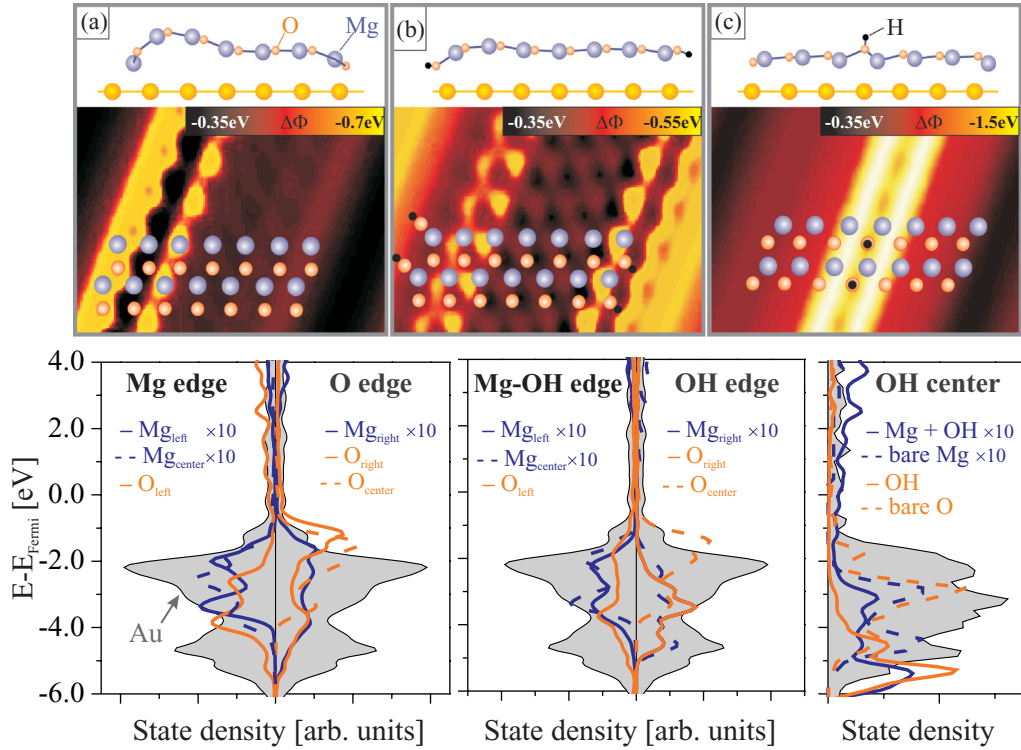 (a) O Mg
(b)
(c) H
-0.35eV ΔΦ -0.7eV
-0.35eV ΔΦ -0.55eV
-0.35eV ΔΦ -1.5eV
4.0
2.0
0.0
-2.0
-4.0
-6.0
E-E_Fermi [eV]
Mg edge O edge
Mg_left ×10
Mg_center ×10
O_left
Mg_right ×10
O_right
O_center
Au
Mg-OH edge OH edge
Mg_left ×10
Mg_center ×10
O_left
Mg_right ×10
O_right
O_center
OH center
Mg + OH ×10
bare Mg ×10
OH
bare O
State density [arb. units]
State density [arb. units]
State density